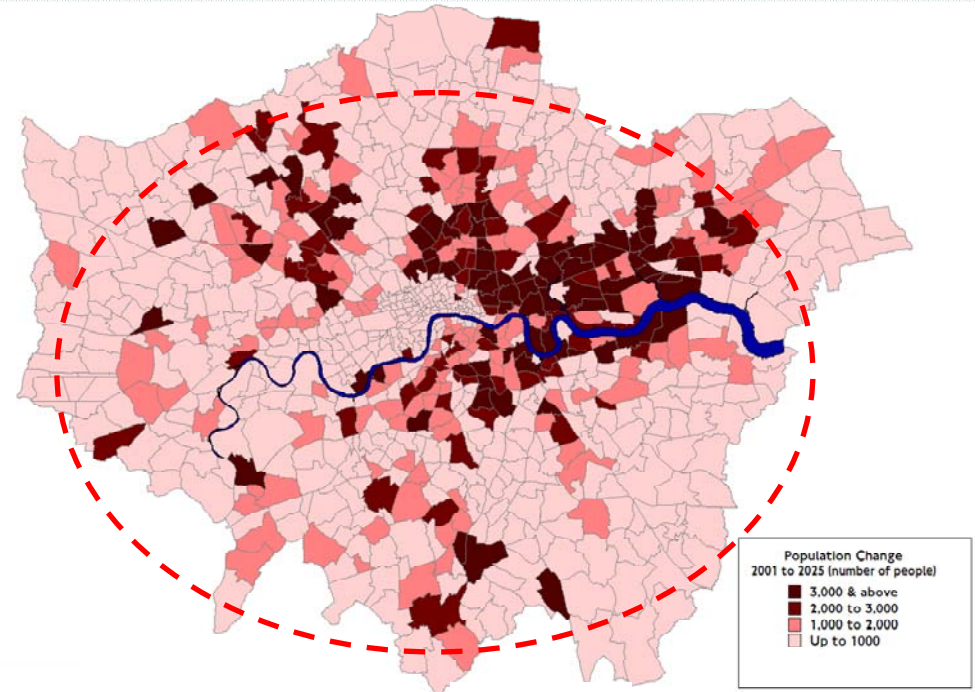 Population Change
2001 to 2025 (number of people)
3,000 & above
2,000 to 3,000
1,000 to 2,000
Up to 1000